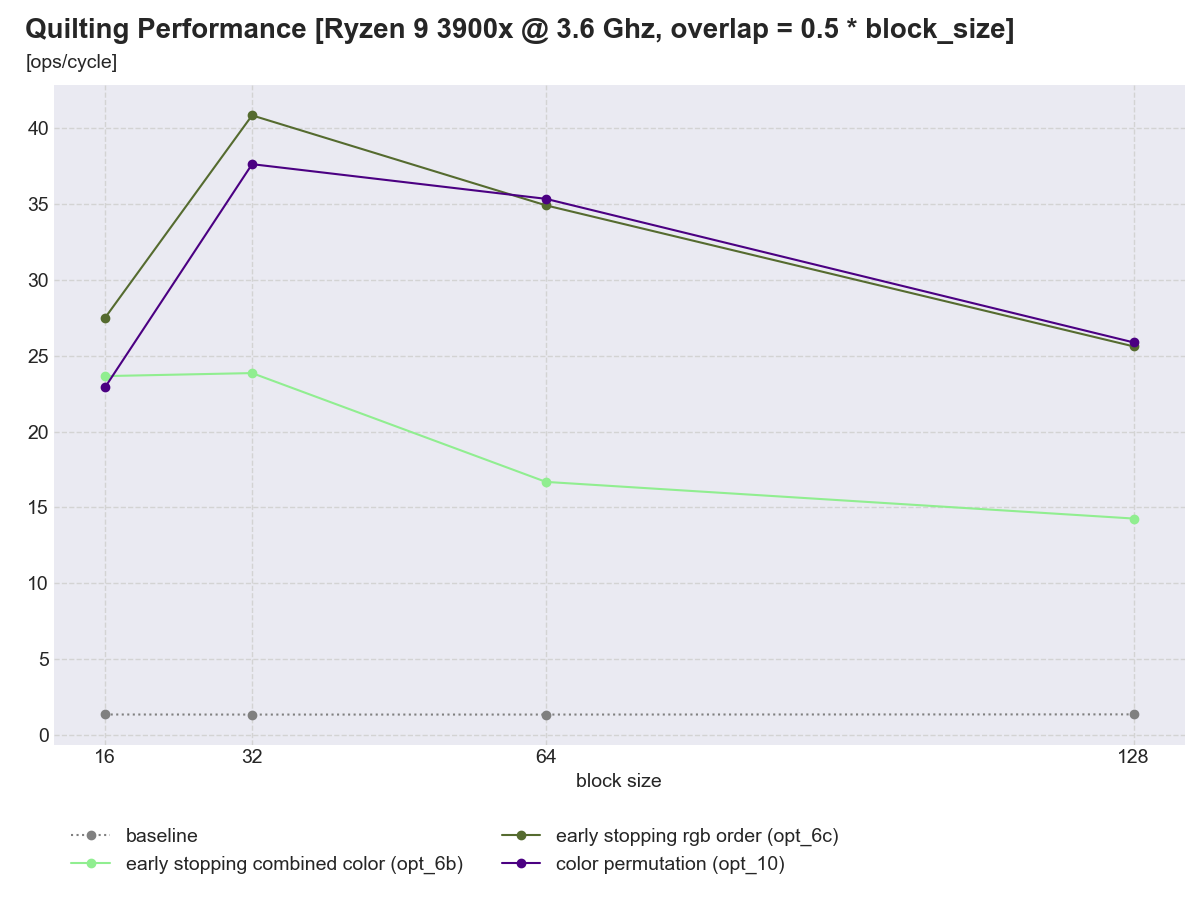 Quilting Performance [Ryzen 9 3900x @ 3.6 Ghz, overlap = 0.5 * block_size]
[ops/cycle]
40
35
30
25
20
15
10
5
0
16 32 64 128
block size
baseline
early stopping combined color (opt_6b)
early stopping rgb order (opt_6c)
color permutation (opt_10)